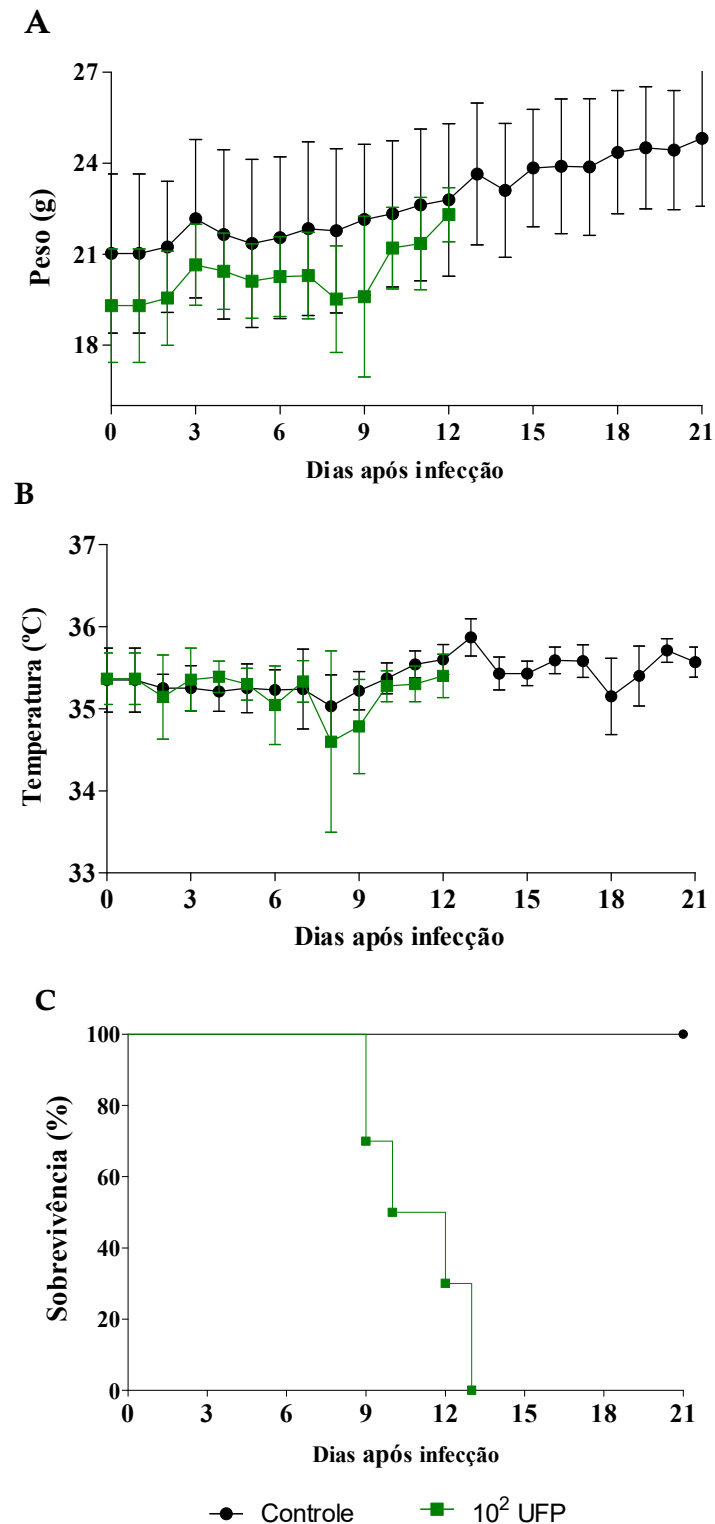 A
27
24
21
18
Peso (g)
0 3 6 9 12 15 18 21
Dias após infecção
B
37
36
35
34
33
Temperatura (ºC)
0 3 6 9 12 15 18 21
Dias após infecção
C
100
80
60
40
20
0
Sobrevivência (%)
0 3 6 9 12 15 18 21
Dias após infecção
Controle 10² UFP